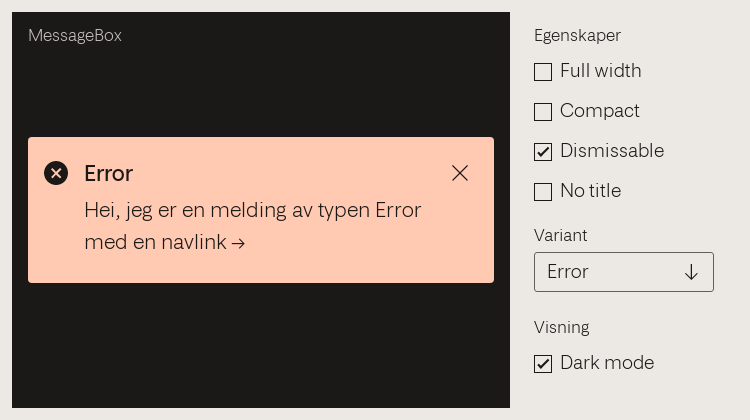 MessageBox
Error
Hei, jeg er en melding av typen Error
med en navlink →
Egenskaper
Full width
Compact
Dismissable
No title
Variant
Error
Visning
Dark mode